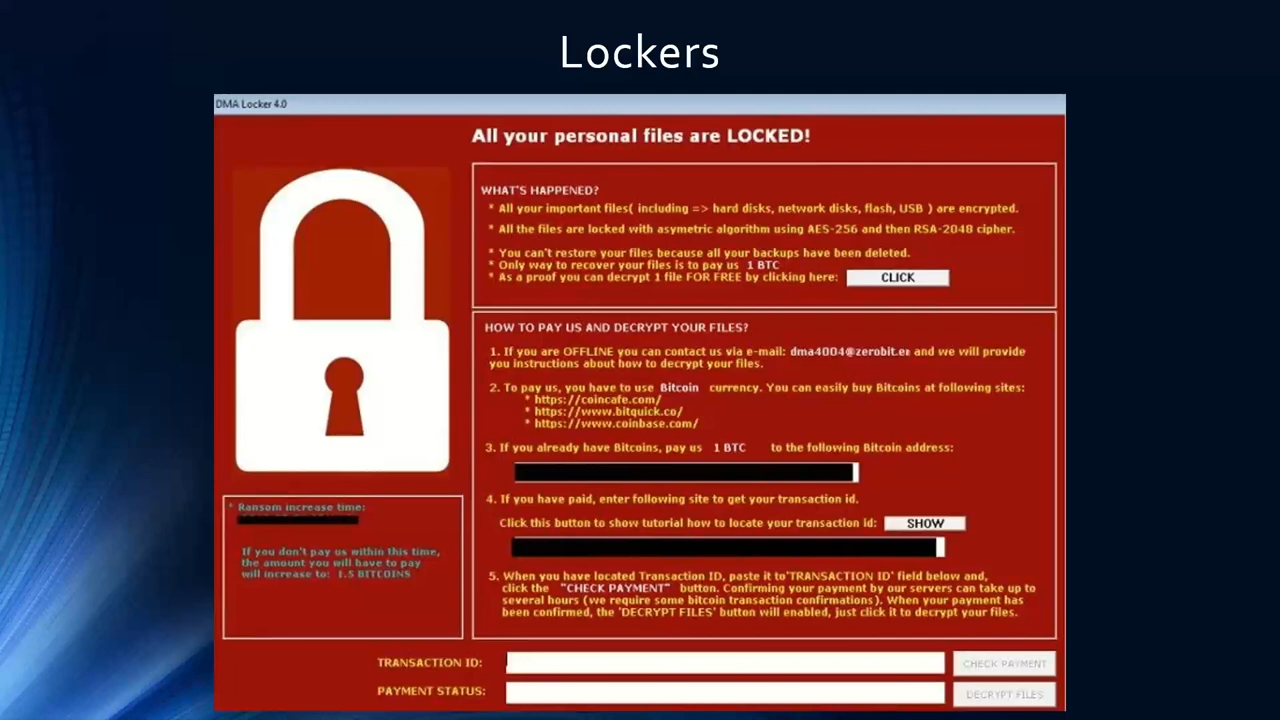 Lockers
DMA Locker 4.0
All your personal files are LOCKED!
WHAT'S HAPPENED?
* All your important files( including => hard disks, network disks, flash, USB ) are encrypted.
* All the files are locked with asymetric algorithm using AES-256 and then RSA-2048 cipher.
* You can't restore your files because all your backups have been deleted.
* Only way to recover your files is to pay us 1 BTC
* As a proof you can decrypt 1 file FOR FREE by clicking here: CLICK
HOW TO PAY US AND DECRYPT YOUR FILES?
1. If you are OFFLINE you can contact us via e-mail: dma4004@zerobit.em and we will provide
you instructions about how to decrypt your files.
2. To pay us, you have to use Bitcoin currency. You can easily buy Bitcoins at following sites:
* https://coincafe.com/
* https://www.bitquick.co/
* https://www.coinbase.com/
3. If you already have Bitcoins, pay us 1 BTC to the following Bitcoin address:
4. If you have paid, enter following site to get your transaction id.
Click this button to show tutorial how to locate your transaction id: SHOW
5. When you have located Transaction ID, paste it to'TRANSACTION ID' field below and,
click the "CHECK PAYMENT" button. Confirming your payment by our servers can take up to
several hours (we require some bitcoin transaction confirmations). When your payment has
been confirmed, the 'DECRYPT FILES' button will enabled, just click it to decrypt your files.
* Ransom increase time:
If you don't pay us within this time,
the amount you will have to pay
will increase to: 1.5 BITCOINS
TRANSACTION ID:
CHECK PAYMENT
PAYMENT STATUS:
DECRYPT FILES